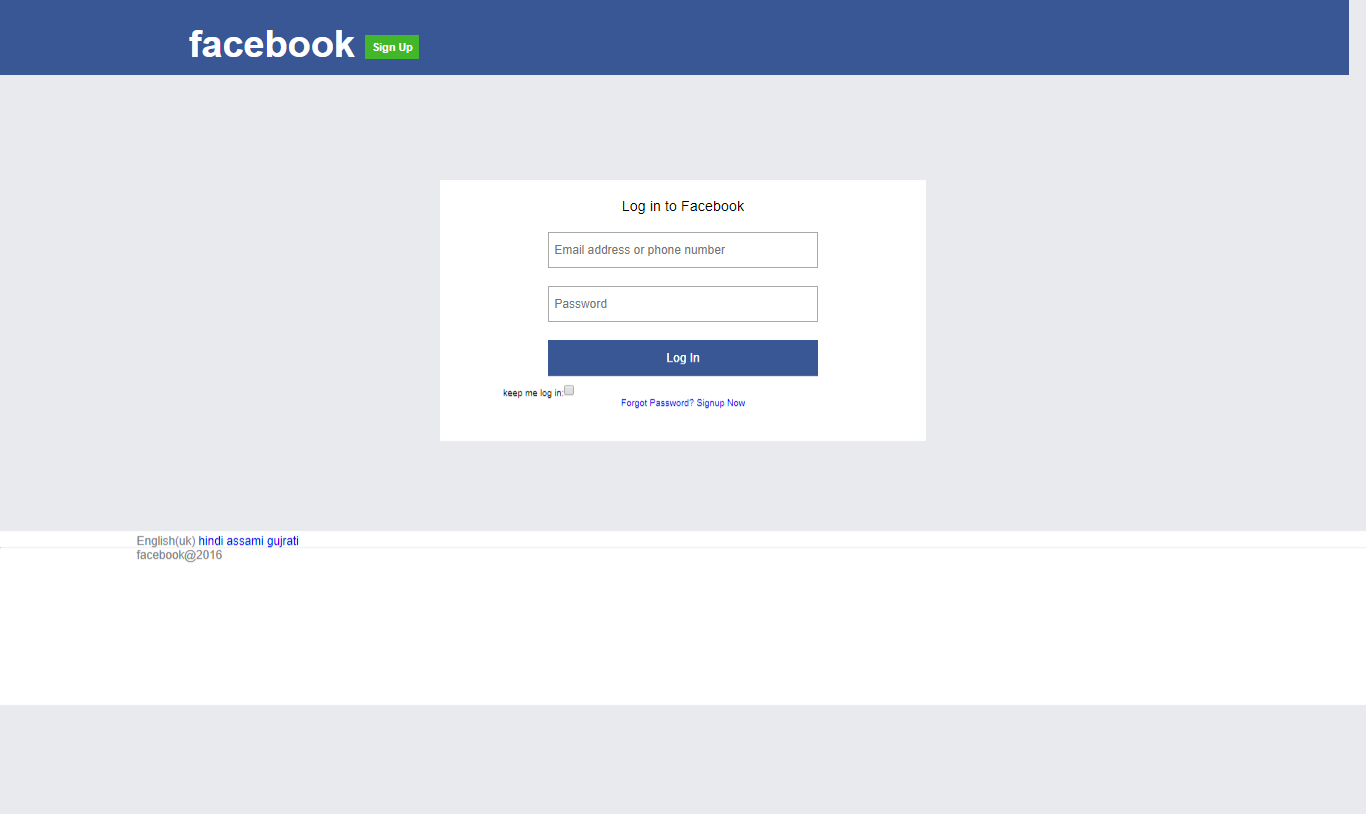 facebook Sign Up
Log in to Facebook
Email address or phone number
Password
Log In
keep me log in:
Forgot Password? Signup Now
English(uk) hindi assami gujrati
facebook@2016